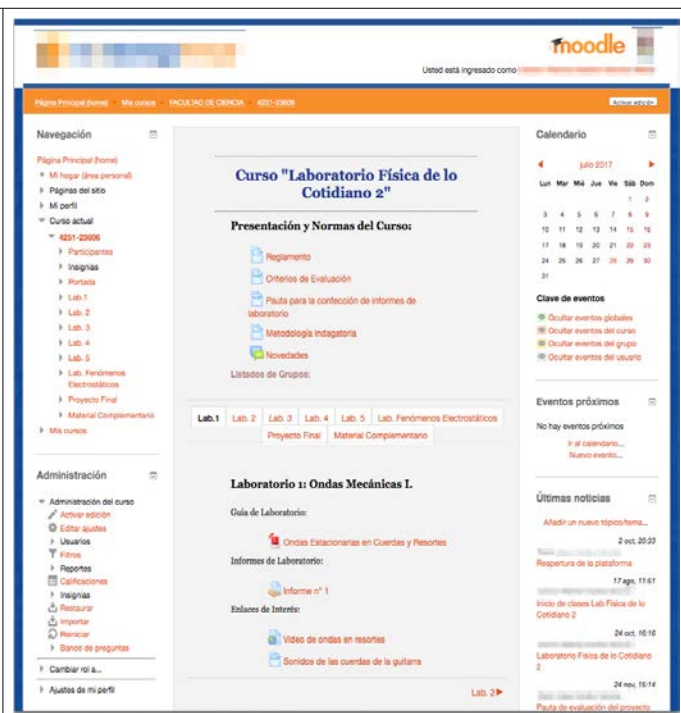 moodle
Usted está ingresado como
Página Principal (home)
Mis cursos
FACULTAD DE CIENCIA
4251-23606
Activar edición
Navegación
Página Principal (home)
Mi hogar (área personal)
Páginas del sitio
Mi perfil
Curso actual
4251-23606
Participantes
Insignias
Portada
Lab.1
Lab. 2
Lab. 3
Lab. 4
Lab. 5
Lab. Fenómenos
Electrostáticos
Proyecto Final
Material Complementario
Mis cursos
Administración
Administración del curso
Activar edición
Editar ajustes
Usuarios
Filtros
Reportes
Calificaciones
Insignias
Restaurar
Importar
Reiniciar
Banco de preguntas
Cambiar rol a...
Ajustes de mi perfil
Curso "Laboratorio Física de lo
Cotidiano 2"
Presentación y Normas del Curso:
Reglamento
Criterios de Evaluación
Pauta para la confección de informes de
laboratorio
Metodología Indagatoria
Novedades
Listados de Grupos:
Lab.1 Lab. 2 Lab. 3 Lab. 4 Lab. 5 Lab. Fenómenos Electrostáticos
Proyecto Final Material Complementario
Laboratorio 1: Ondas Mecánicas I.
Guía de Laboratorio:
Ondas Estacionarias en Cuerdas y Resortes
Informes de Laboratorio:
Informe n° 1
Enlaces de Interés:
Video de ondas en resortes
Sonidos de las cuerdas de la guitarra
Lab. 2
Calendario
julio 2017
Lun Mar Mié Jue Vie Sáb Dom
1 2
3 4 5 6 7 8 9
10 11 12 13 14 15 16
17 18 19 20 21 22 23
24 25 26 27 28 29 30
31
Clave de eventos
Ocultar eventos globales
Ocultar eventos del curso
Ocultar eventos del grupo
Ocultar eventos del usuario
Eventos próximos
No hay eventos próximos
Ir al calendario...
Nuevo evento...
Últimas noticias
Añadir un nuevo tópico/tema...
2 oct, 20:33
Reapertura de la plataforma
17 ago, 11:51
Inicio de clases Lab Física de lo
Cotidiano 2
24 oct, 16:16
Laboratorio Física de lo Cotidiano
2
24 nov, 16:14
Pauta de evaluación del proyecto